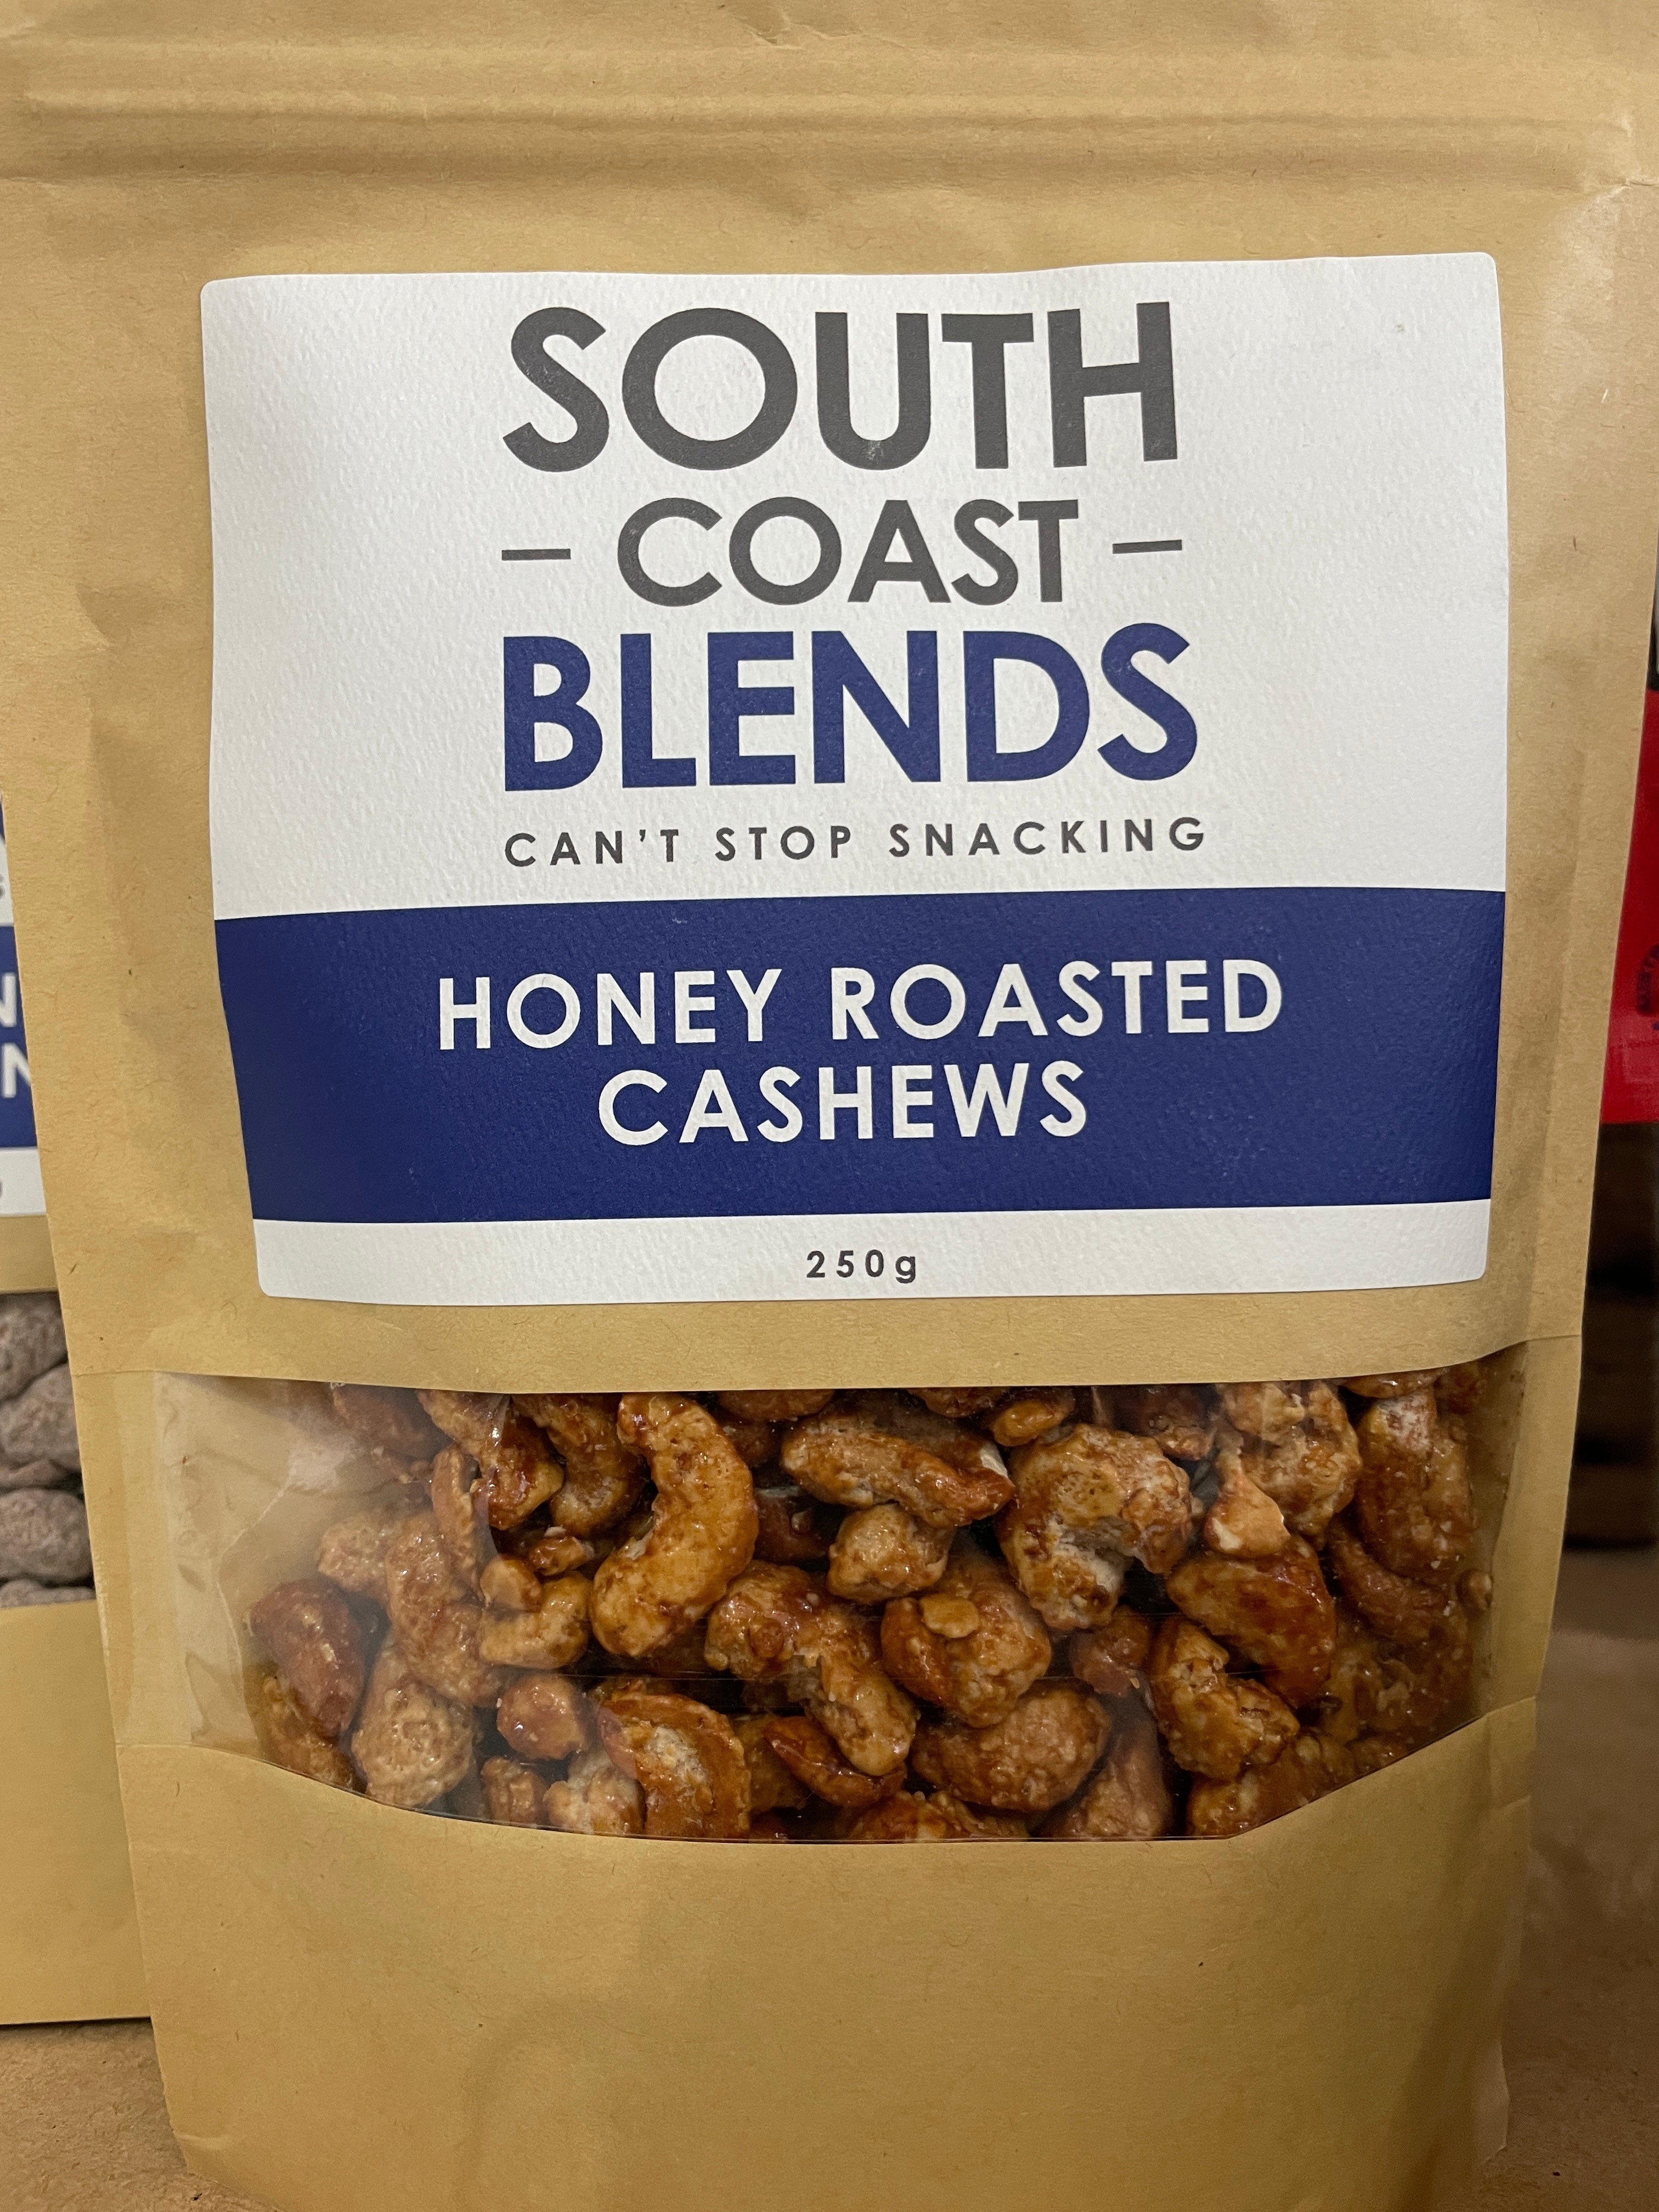 SOUTH
– COAST –
BLENDS
CAN'T STOP SNACKING
HONEY ROASTED
CASHEWS
250g